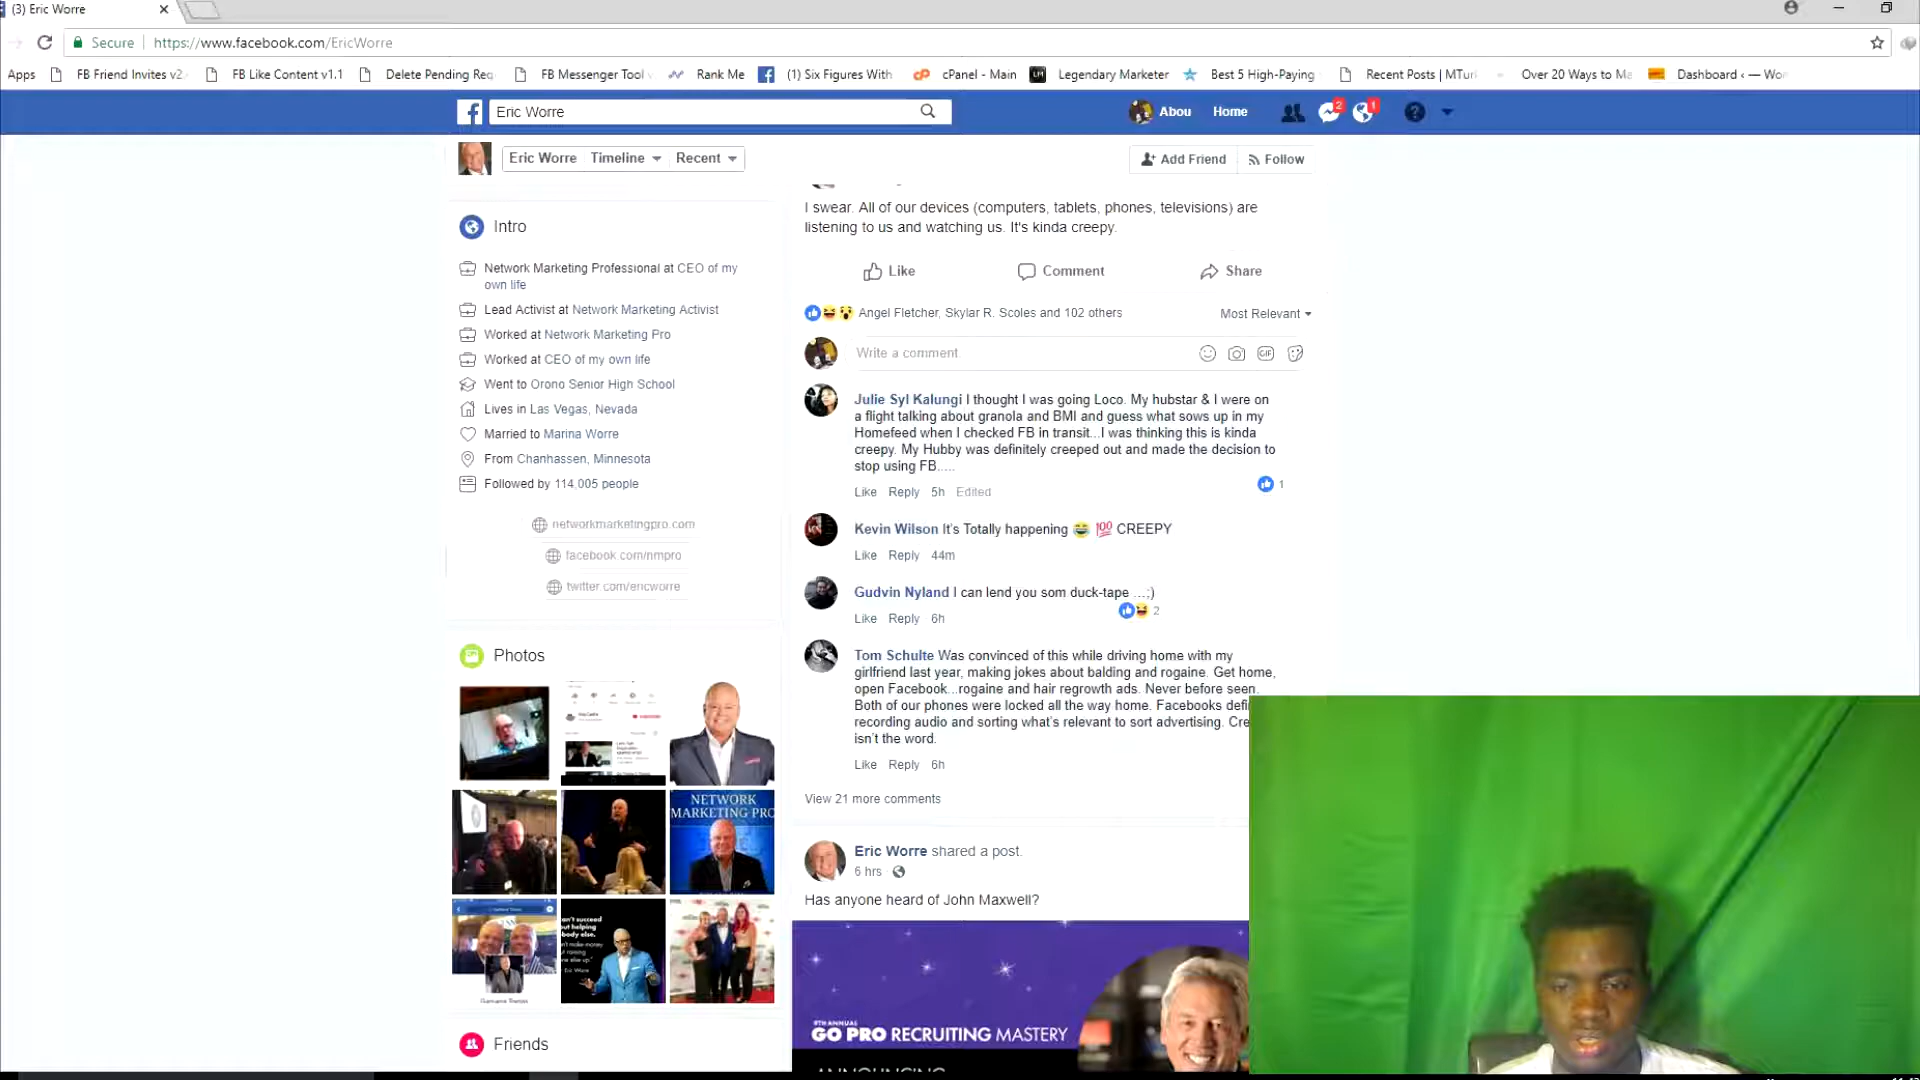 (3) Eric Worre
Secure https://www.facebook.com/EricWorre
Apps FB Friend Invites v2. FB Like Content v1.1 Delete Pending Req FB Messenger Tool Rank Me (1) Six Figures With cPanel - Main Legendary Marketer Best 5 High-Paying Recent Posts | MTurk Over 20 Ways to Ma Dashboard ‹ — Wor
Eric Worre
Abou Home 2 1
Eric Worre Timeline Recent
Add Friend Follow
Intro
Network Marketing Professional at CEO of my
own life
Lead Activist at Network Marketing Activist
Worked at Network Marketing Pro
Worked at CEO of my own life
Went to Orono Senior High School
Lives in Las Vegas, Nevada
Married to Marina Worre
From Chanhassen, Minnesota
Followed by 114,005 people
networkmarketingpro.com
facebook.com/nmpro
twitter.com/ericworre
Photos
NETWORK
MARKETING PRO
an't succeed
out helping
body else.
Eric Worre
Friends
I swear. All of our devices (computers, tablets, phones, televisions) are
listening to us and watching us. It's kinda creepy.
Like Comment Share
Angel Fletcher, Skylar R. Scoles and 102 others
Most Relevant
Write a comment
GIF
Julie Syl Kalungi I thought I was going Loco. My hubstar & I were on
a flight talking about granola and BMI and guess what sows up in my
Homefeed when I checked FB in transit...I was thinking this is kinda
creepy. My Hubby was definitely creeped out and made the decision to
stop using FB.....
Like Reply 5h Edited
1
Kevin Wilson It's Totally happening 😂 💯 CREEPY
Like Reply 44m
Gudvin Nyland I can lend you som duck-tape ...;)
2
Like Reply 6h
Tom Schulte Was convinced of this while driving home with my
girlfriend last year, making jokes about balding and rogaine. Get home,
open Facebook...rogaine and hair regrowth ads. Never before seen.
Both of our phones were locked all the way home. Facebooks defi
recording audio and sorting what's relevant to sort advertising. Cre
isn't the word.
Like Reply 6h
View 21 more comments
Eric Worre shared a post.
6 hrs
Has anyone heard of John Maxwell?
9TH ANNUAL
GO PRO RECRUITING MASTERY
ANNOUNCING